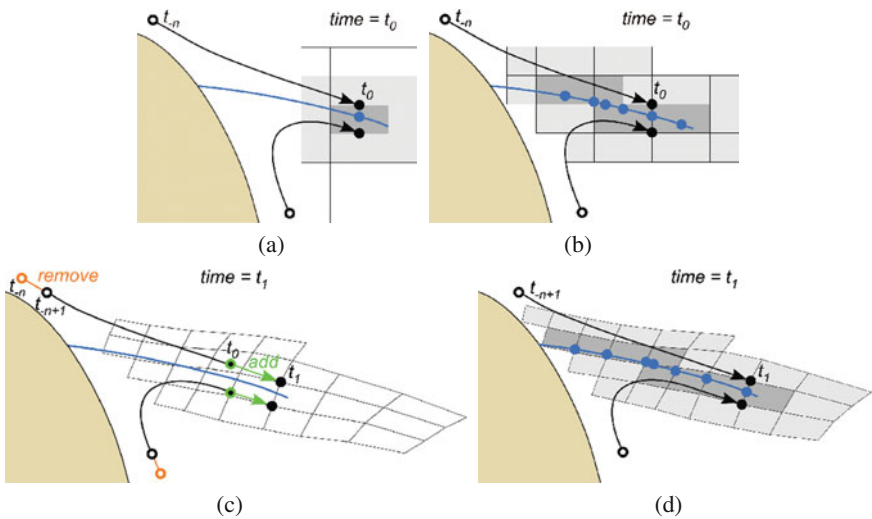 t-n
time = t0
t0
(a)
t-n
time = t0
t0
(b)
remove
time = t1
t-n
t-n+1
t0
add
t1
(c)
time = t1
t-n+1
t1
(d)